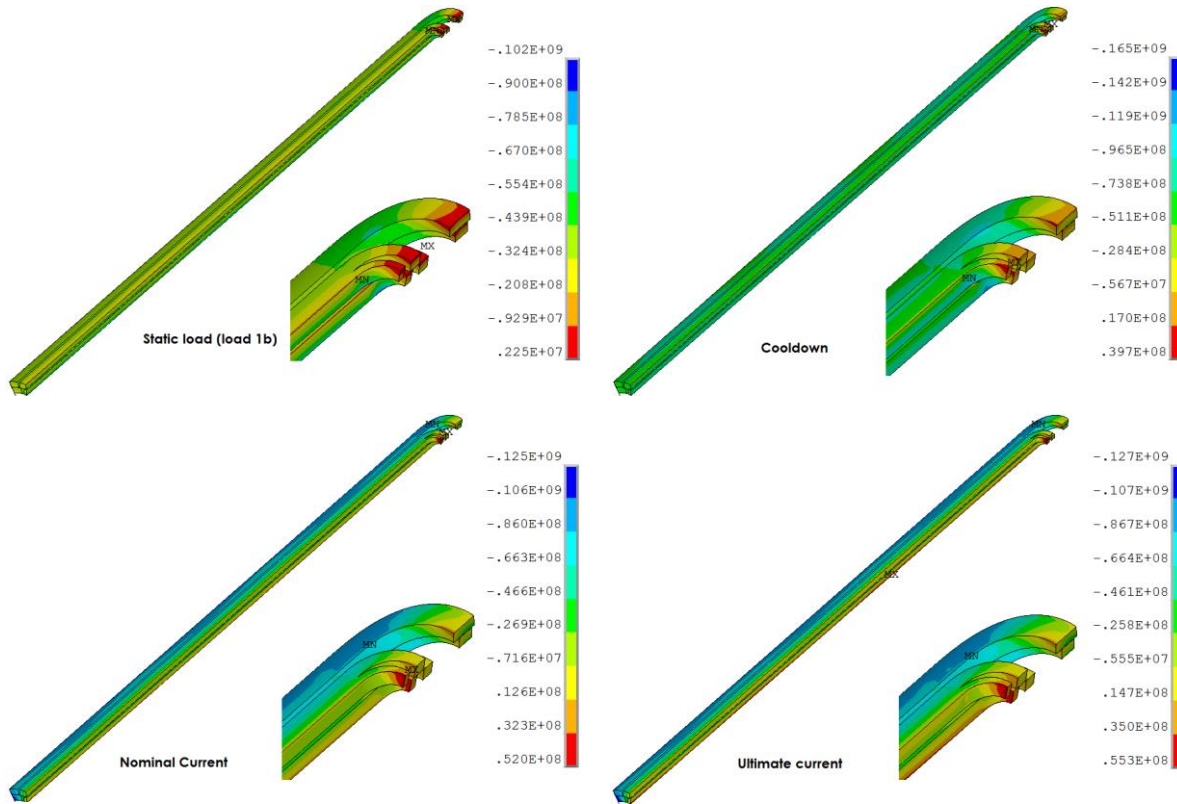 -.102E+09
-.900E+08
-.785E+08
-.670E+08
-.554E+08
-.439E+08
-.324E+08
-.208E+08
-.929E+07
.225E+07
MX
MN
Static load (load 1b)
-.165E+09
-.142E+09
-.119E+09
-.965E+08
-.738E+08
-.511E+08
-.284E+08
-.567E+07
.170E+08
.397E+08
MX
MN
Cooldown
MN
-.125E+09
-.106E+09
-.860E+08
-.663E+08
-.466E+08
-.269E+08
-.716E+07
.126E+08
.323E+08
.520E+08
MN
MX
Nominal Current
MN
-.127E+09
-.107E+09
-.867E+08
-.664E+08
-.461E+08
-.258E+08
-.555E+07
.147E+08
.350E+08
.553E+08
MX
MN
Ultimate current